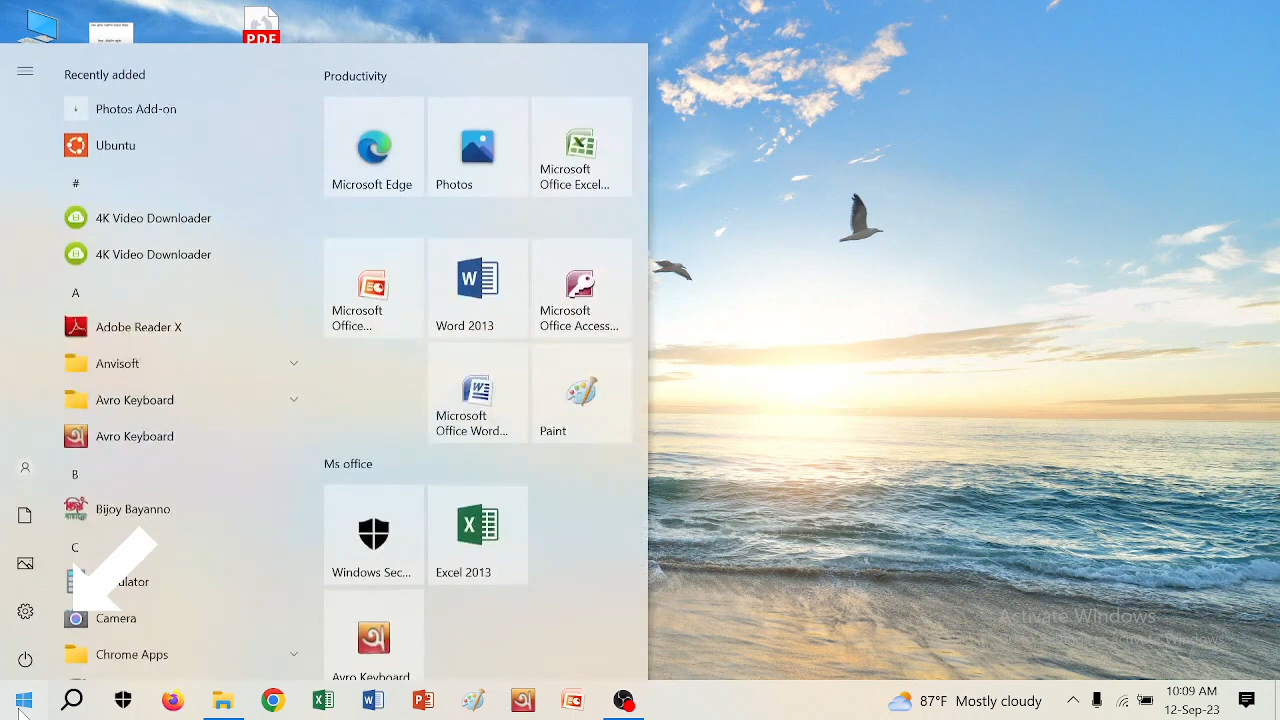 PDF
Recently added
Productivity
Photos Add-on
Ubuntu
#
4K Video Downloader
4K Video Downloader
A
Adobe Reader X
Anvisoft
Avro Keyboard
Avro Keyboard
B
Bijoy Bayanno
C
ulator
Camera
Chrome Apps
Microsoft Edge
Photos
Microsoft
Office Excel...
Microsoft
Office...
Word 2013
Microsoft
Office Access...
Microsoft
Office Word...
Paint
Ms office
Windows Sec...
Excel 2013
Avro Keyboard
Activate Windows
87°F Mostly cloudy
10:09 AM
12-Sep-23